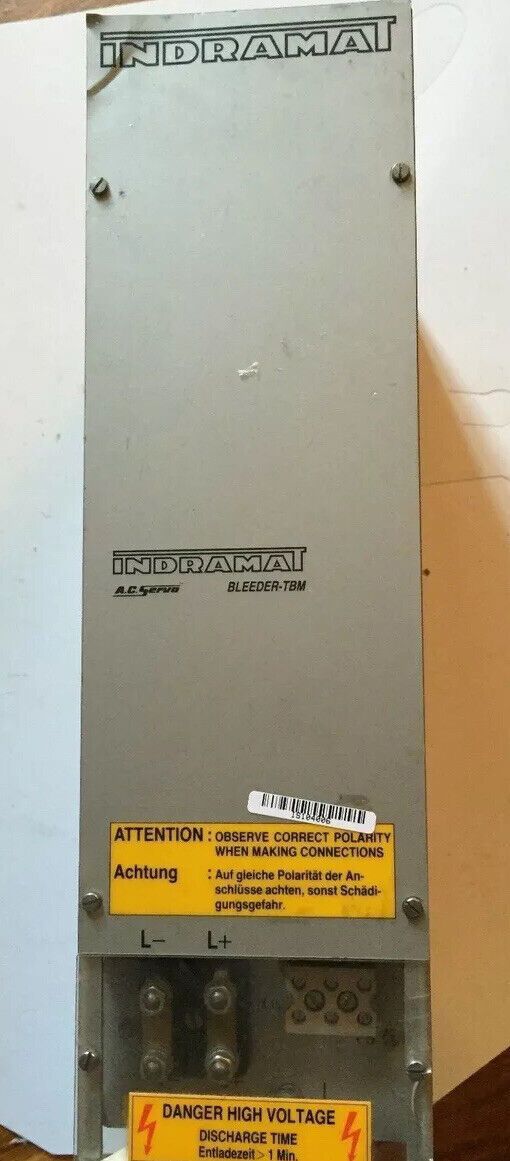 INDRAMAT
INDRAMAT
A.C. Servo BLEEDER-TBM
IS104006
ATTENTION : OBSERVE CORRECT POLARITY
WHEN MAKING CONNECTIONS
Achtung : Auf gleiche Polarität der An-
schlüsse achten, sonst Schädi-
gungsgefahr.
L- L+
DANGER HIGH VOLTAGE
DISCHARGE TIME
Entladezeit > 1 Min.